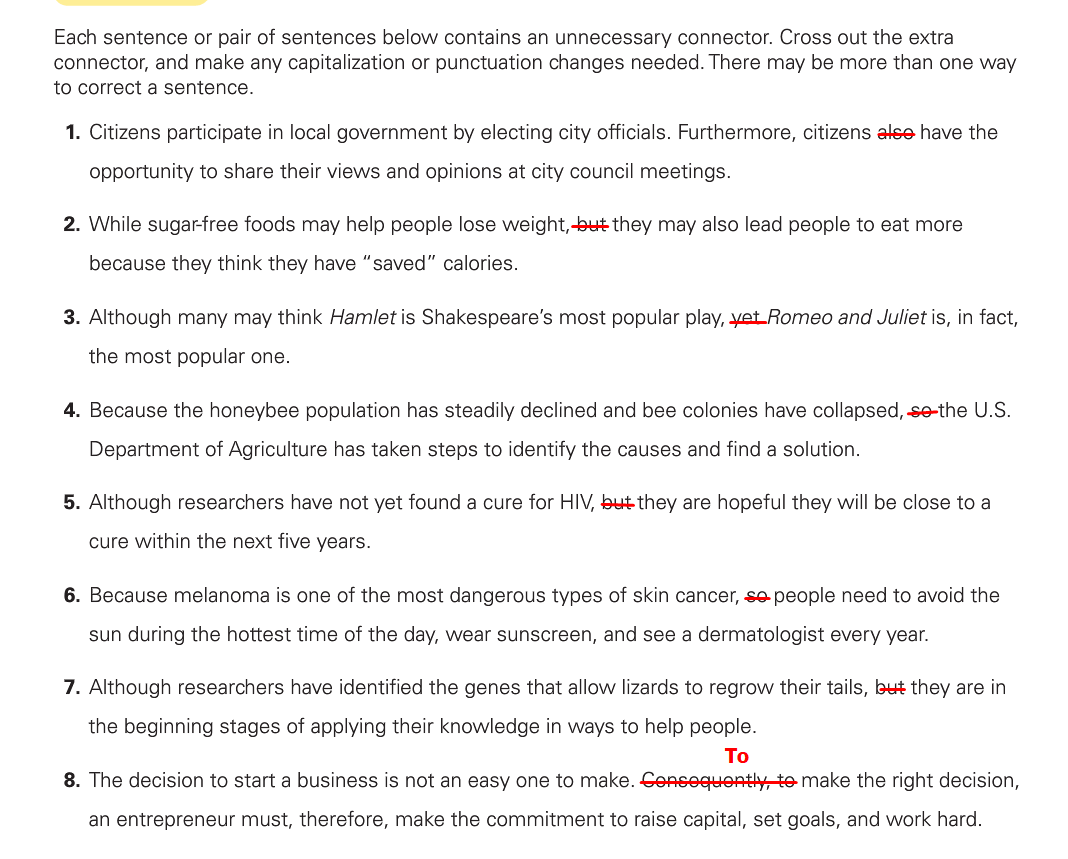 Each sentence or pair of sentences below contains an unnecessary connector. Cross out the extra
connector, and make any capitalization or punctuation changes needed. There may be more than one way
to correct a sentence.
1. Citizens participate in local government by electing city officials. Furthermore, citizens also have the
opportunity to share their views and opinions at city council meetings.
2. While sugar-free foods may help people lose weight, but they may also lead people to eat more
because they think they have “saved” calories.
3. Although many may think Hamlet is Shakespeare’s most popular play, yet Romeo and Juliet is, in fact,
the most popular one.
4. Because the honeybee population has steadily declined and bee colonies have collapsed, so the U.S.
Department of Agriculture has taken steps to identify the causes and find a solution.
5. Although researchers have not yet found a cure for HIV, but they are hopeful they will be close to a
cure within the next five years.
6. Because melanoma is one of the most dangerous types of skin cancer, so people need to avoid the
sun during the hottest time of the day, wear sunscreen, and see a dermatologist every year.
7. Although researchers have identified the genes that allow lizards to regrow their tails, but they are in
the beginning stages of applying their knowledge in ways to help people.
To
8. The decision to start a business is not an easy one to make. Consequently, to make the right decision,
an entrepreneur must, therefore, make the commitment to raise capital, set goals, and work hard.